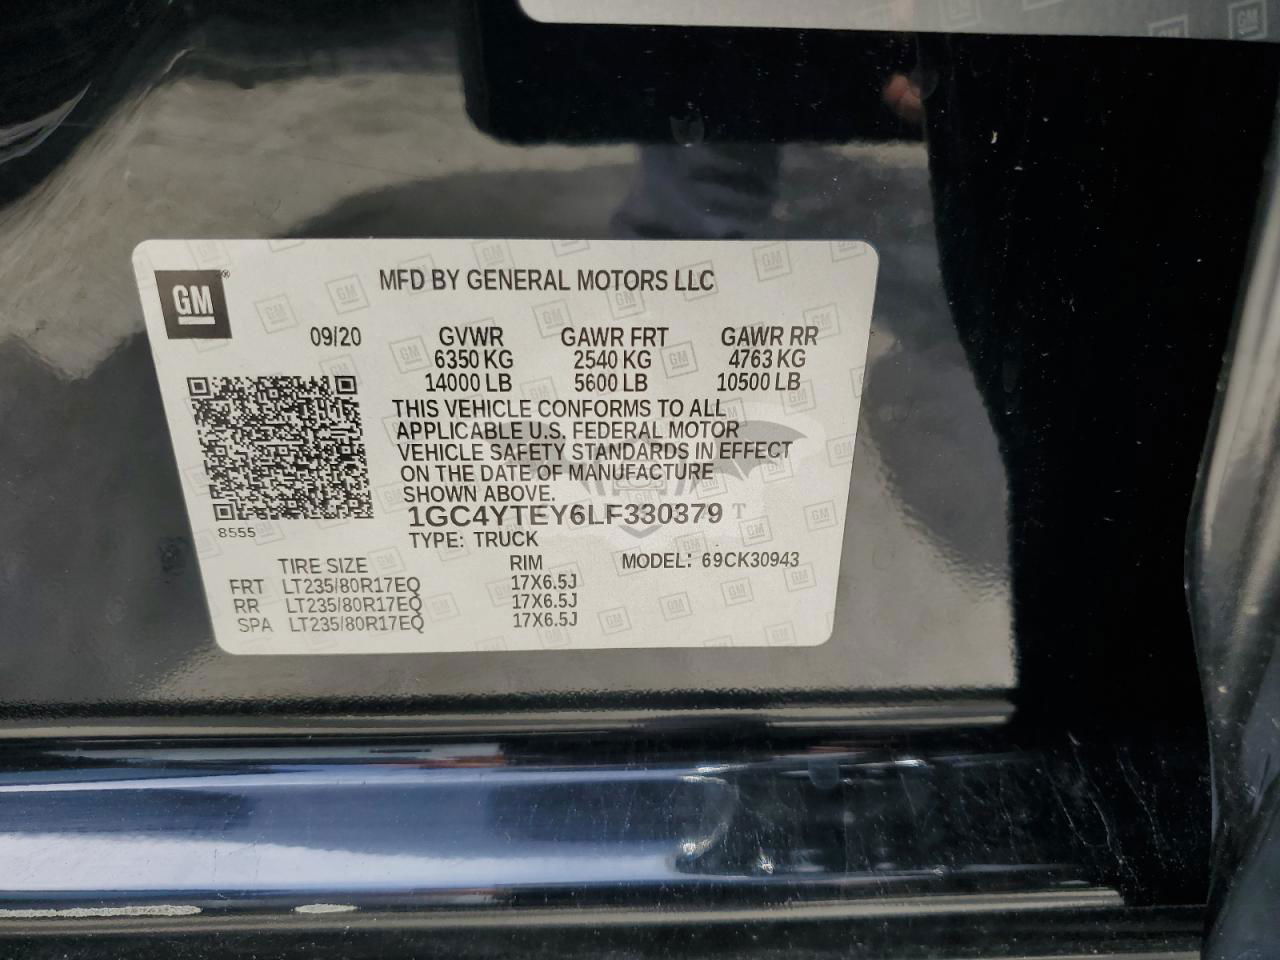 MFD BY GENERAL MOTORS LLC
GM®
09/20 GVWR GAWR FRT GAWR RR
6350 KG 2540 KG 4763 KG
14000 LB 5600 LB 10500 LB
THIS VEHICLE CONFORMS TO ALL
APPLICABLE U.S. FEDERAL MOTOR
VEHICLE SAFETY STANDARDS IN EFFECT
ON THE DATE OF MANUFACTURE
SHOWN ABOVE.
8555
1GC4YTEY6LF330379 T
TYPE: TRUCK
TIRE SIZE RIM MODEL: 69CK30943
FRT LT235/80R17EQ 17X6.5J
RR LT235/80R17EQ 17X6.5J
SPA LT235/80R17EQ 17X6.5J